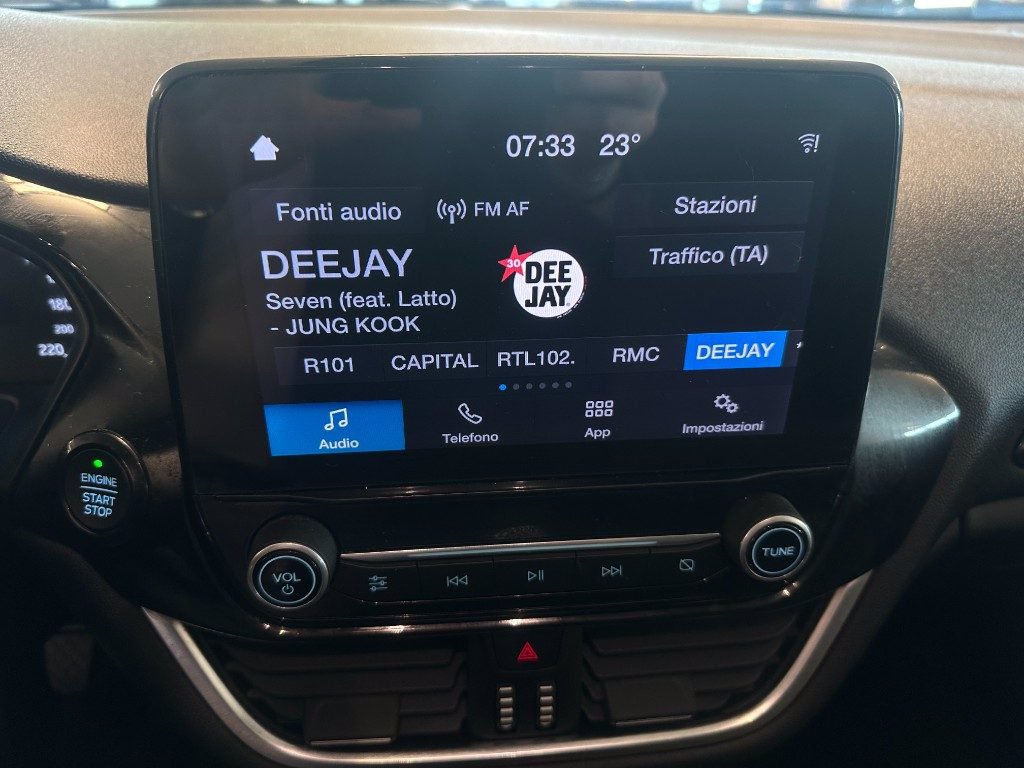 07:33 23°
Fonti audio
FM AF
Stazioni
DEEJAY
Seven (feat. Latto)
- JUNG KOOK
30
DEE
JAY
Traffico (TA)
R101
CAPITAL
RTL102.
RMC
DEEJAY
Audio
Telefono
App
Impostazioni
180
200
220
ENGINE
START
STOP
VOL
TUNE